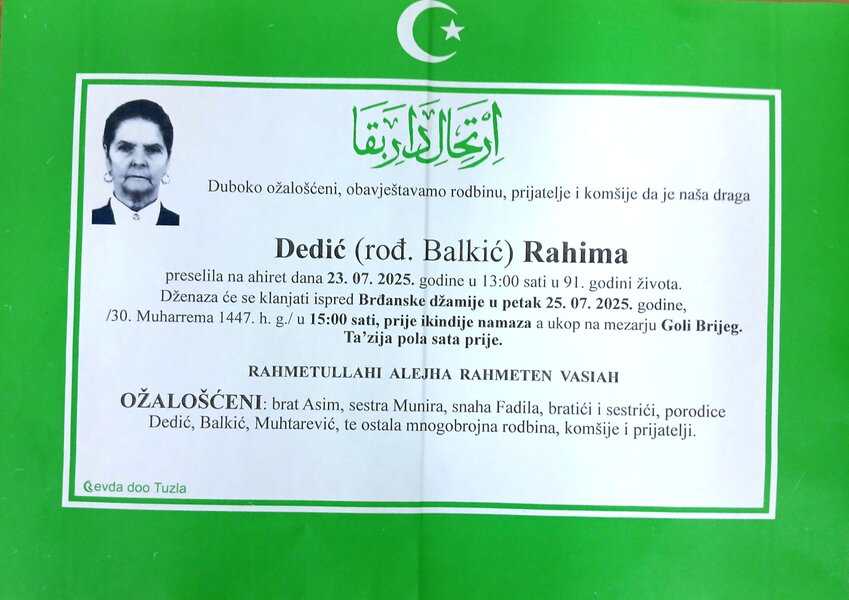 اِرْتِحَالِ دَارِ بَقَا
Duboko ožalošćeni, obavještavamo rodbinu, prijatelje i komšije da je naša draga
Dedić (rođ. Balkić) Rahima
preselila na ahiret dana 23. 07. 2025. godine u 13:00 sati u 91. godini života.
Dženaza će se klanjati ispred Brđanske džamije u petak 25. 07. 2025. godine,
/30. Muharrema 1447. h. g./ u 15:00 sati, prije ikindije namaza a ukop na mezarju Goli Brijeg.
Ta'zija pola sata prije.
RAHMETULLAHI ALEJHA RAHMETEN VASIAH
OŽALOŠĆENI: brat Asim, sestra Munira, snaha Fadila, bratići i sestrići, porodice
Dedić, Balkić, Muhtarević, te ostala mnogobrojna rodbina, komšije i prijatelji.
evda doo Tuzla